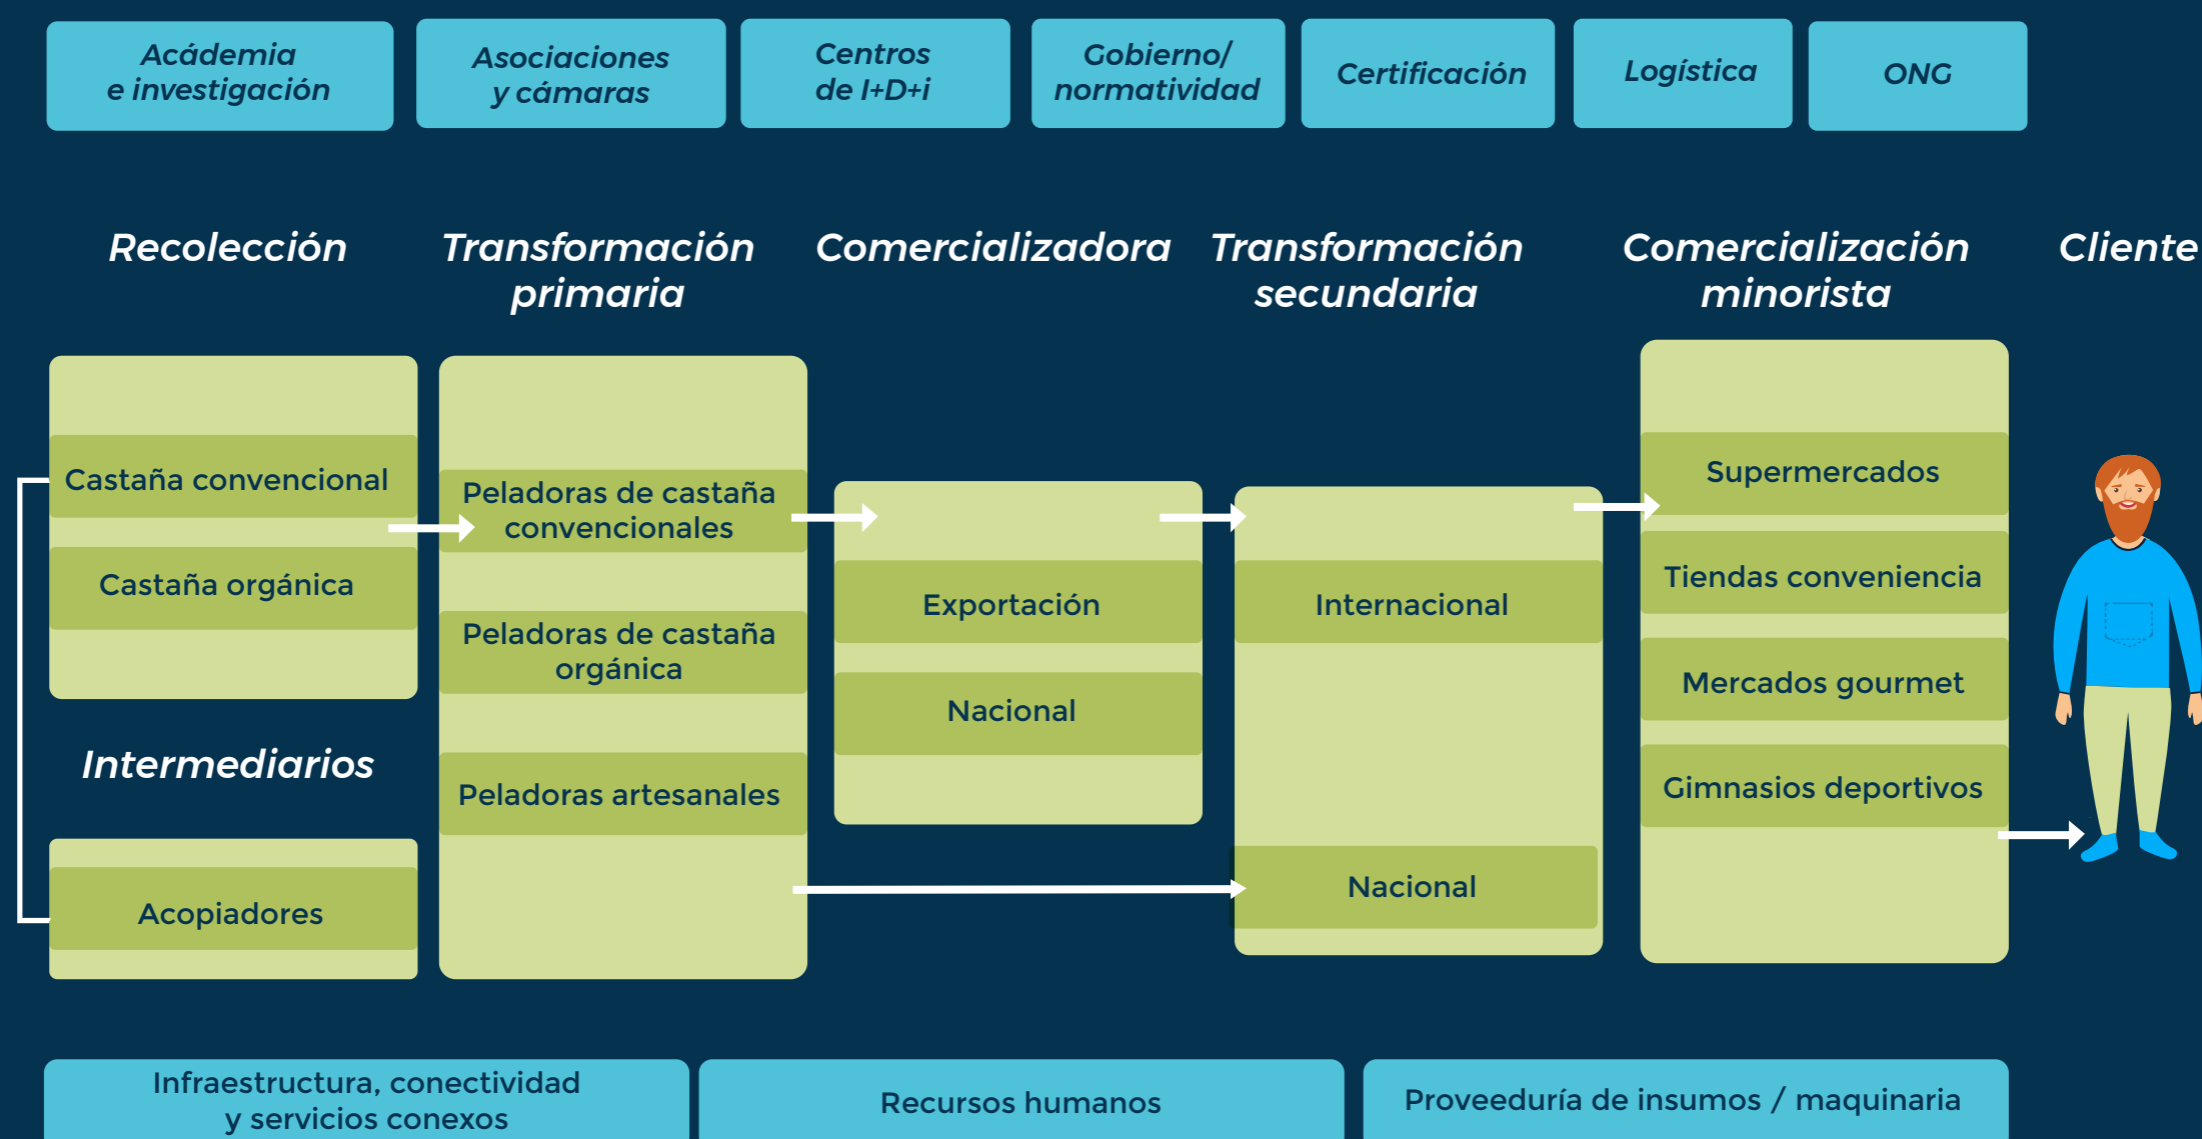 Acádemia
e investigación
Asociaciones
y cámaras
Centros
de I+D+i
Gobierno/
normatividad
Certificación
Logística
ONG
Recolección
Transformación
primaria
Comercializadora
Transformación
secundaria
Comercialización
minorista
Cliente
Castaña convencional
Castaña orgánica
Intermediarios
Acopiadores
Peladoras de castaña
convencionales
Peladoras de castaña
orgánica
Peladoras artesanales
Exportación
Nacional
Internacional
Nacional
Supermercados
Tiendas conveniencia
Mercados gourmet
Gimnasios deportivos
Infraestructura, conectividad
y servicios conexos
Recursos humanos
Proveeduría de insumos / maquinaria